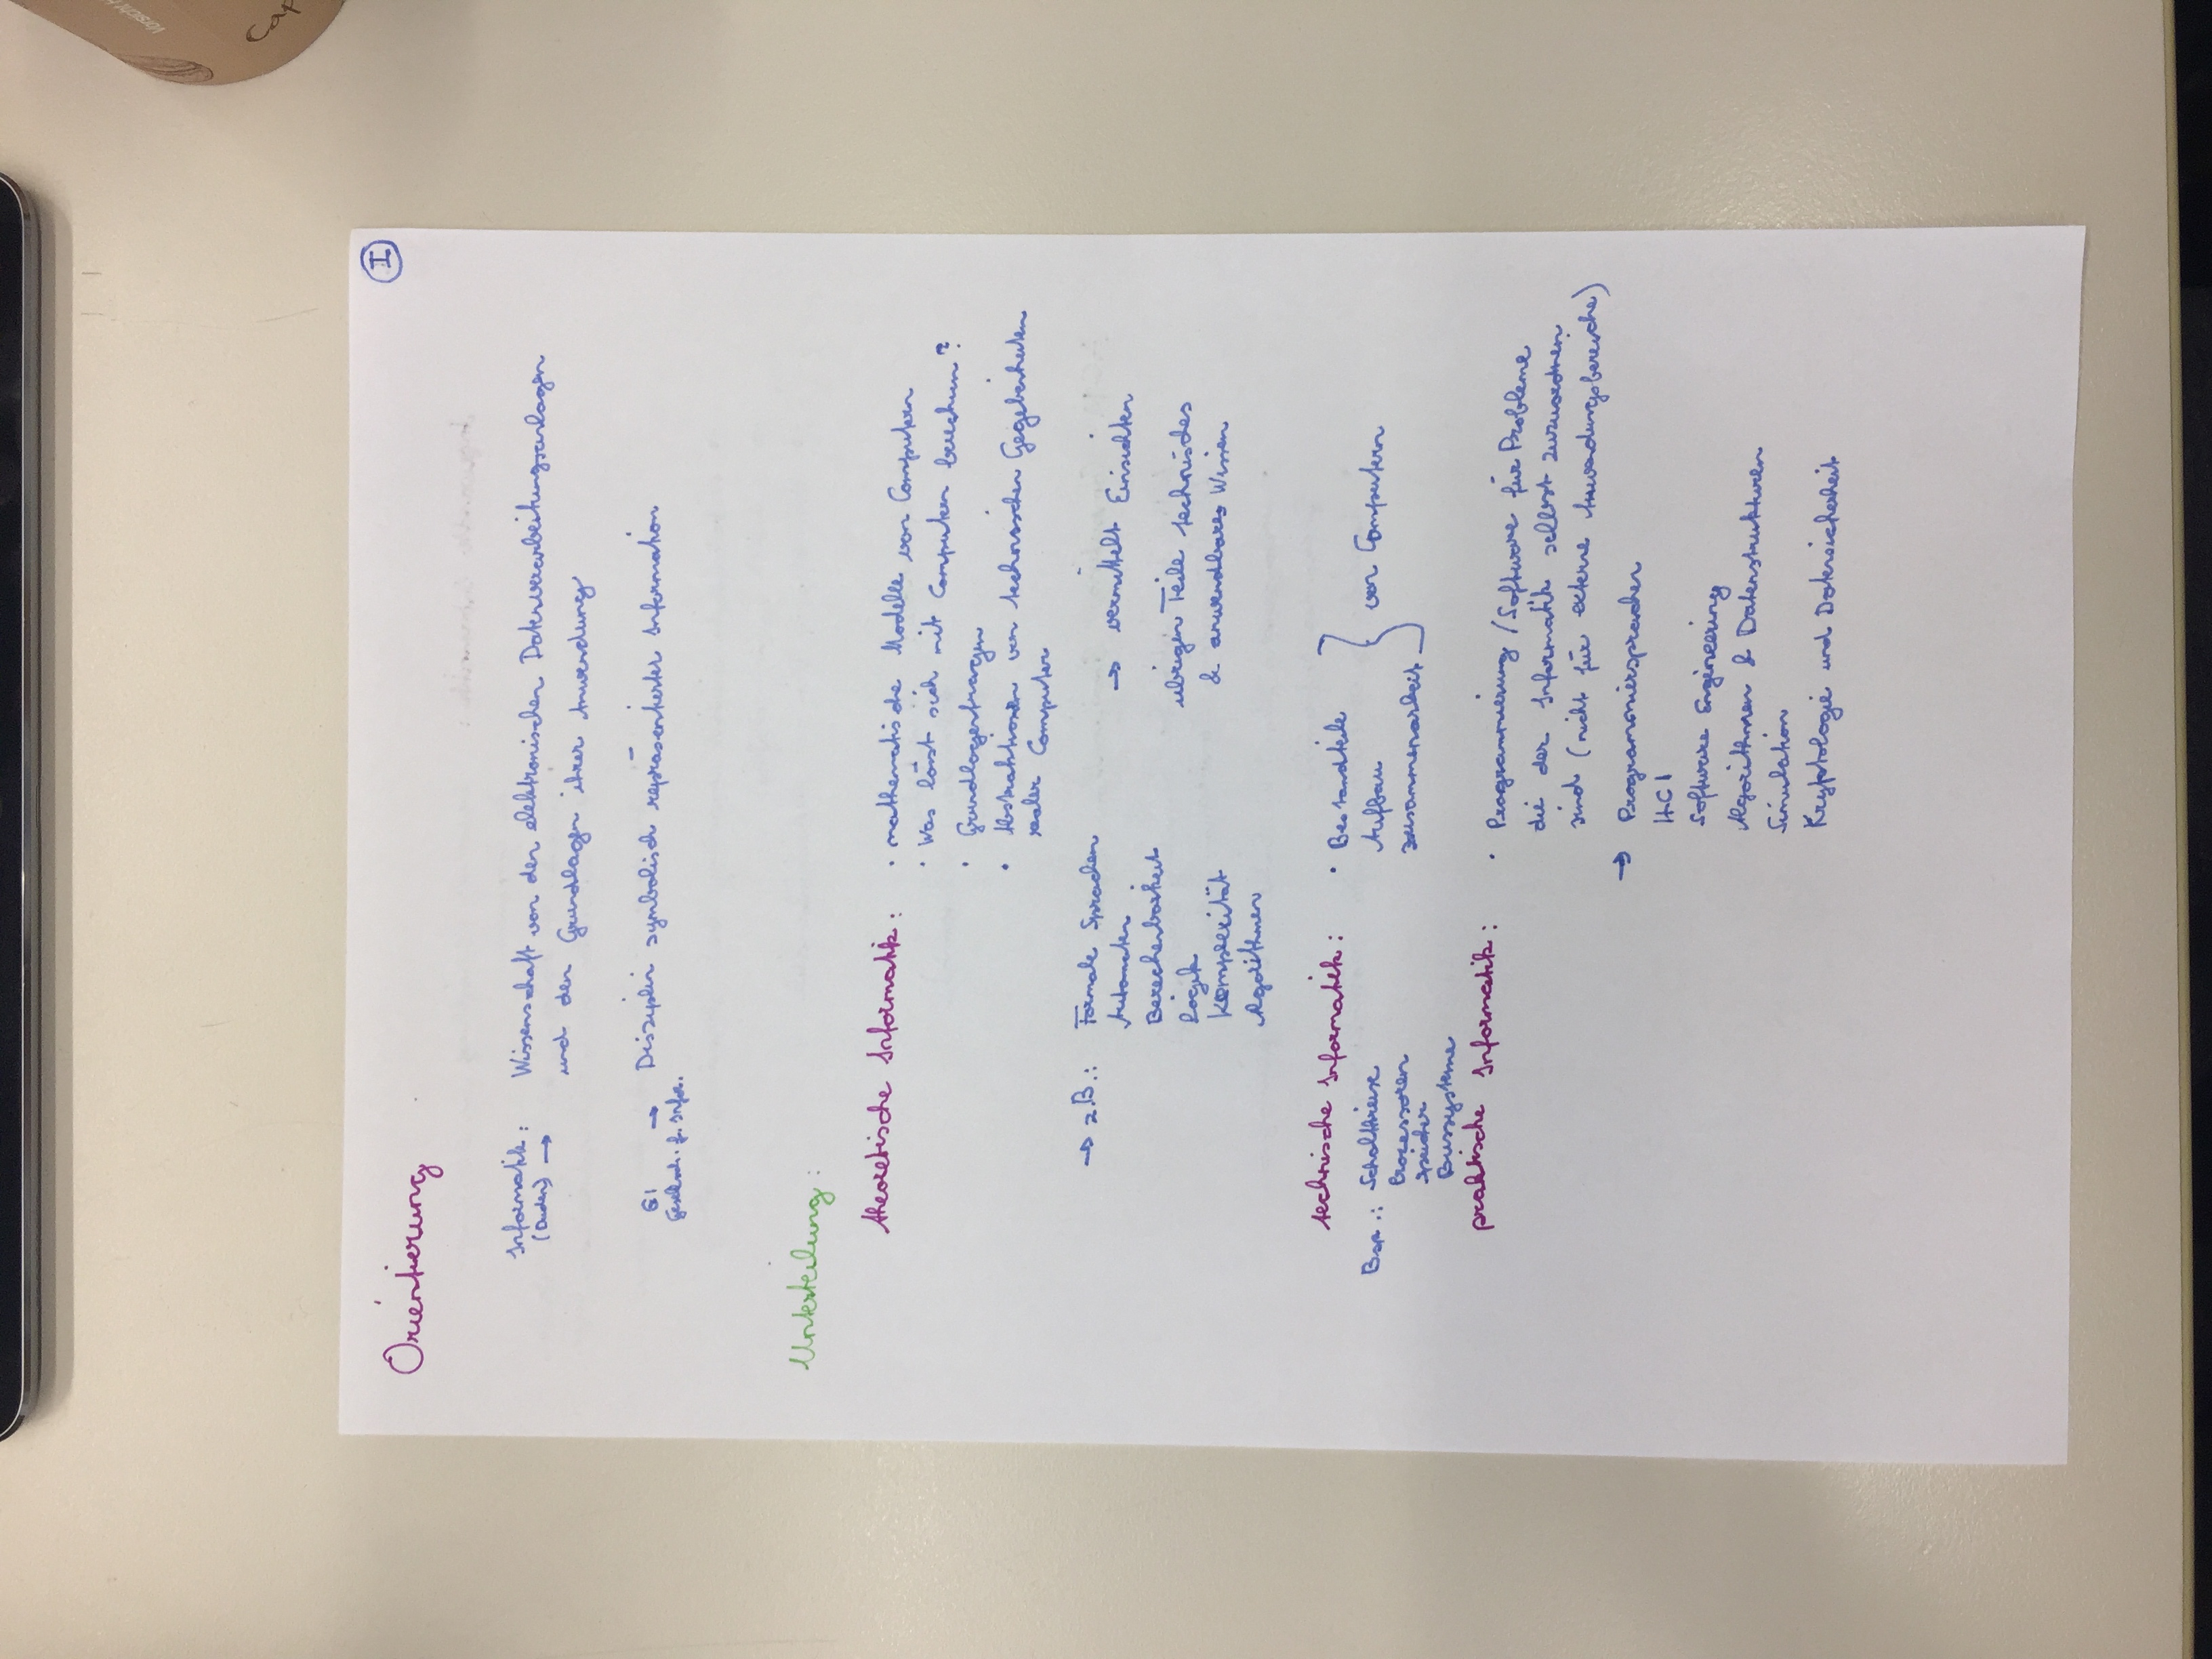 Vorsicht
Cap
I
Orientierung
Informatik: Wissenschaft von den elektronischen Datenverarbeitungsanlagen
(Duden) → und den Grundlagen ihrer Anwendung
GI → Disziplin symbolisch repräsentierter Information
Gesellsch. f. Infor.
Unterteilung:
theoretische Informatik: · mathematische Modelle von Computern
· Was lässt sich mit Computern berechnen?
· Grundlagenfragen
· Abstraktionen von technischen Gegebenheiten
realer Computer
→ z.B.: Formale Sprachen
Automaten
Berechenbarkeit
Logik
Komplexität
Algorithmen
→ vermittelt Einsichten
übrigen Teile technisches
& anwendbares Wissen
technische Informatik: · Bestandteile
Aufbau
Zusammenarbeit
von Computern
Bsp.: Schaltkreise
Prozessoren
Speicher
Bussysteme
praktische Informatik: · Programmierung / Software für Probleme
die der Informatik selbst zuzuordnen
sind (nicht für externe Anwendungsbereiche)
→ Programmiersprachen
HCI
Software Engineering
Algorithmen & Datenstrukturen
Simulation
Kryptologie und Datensicherheit